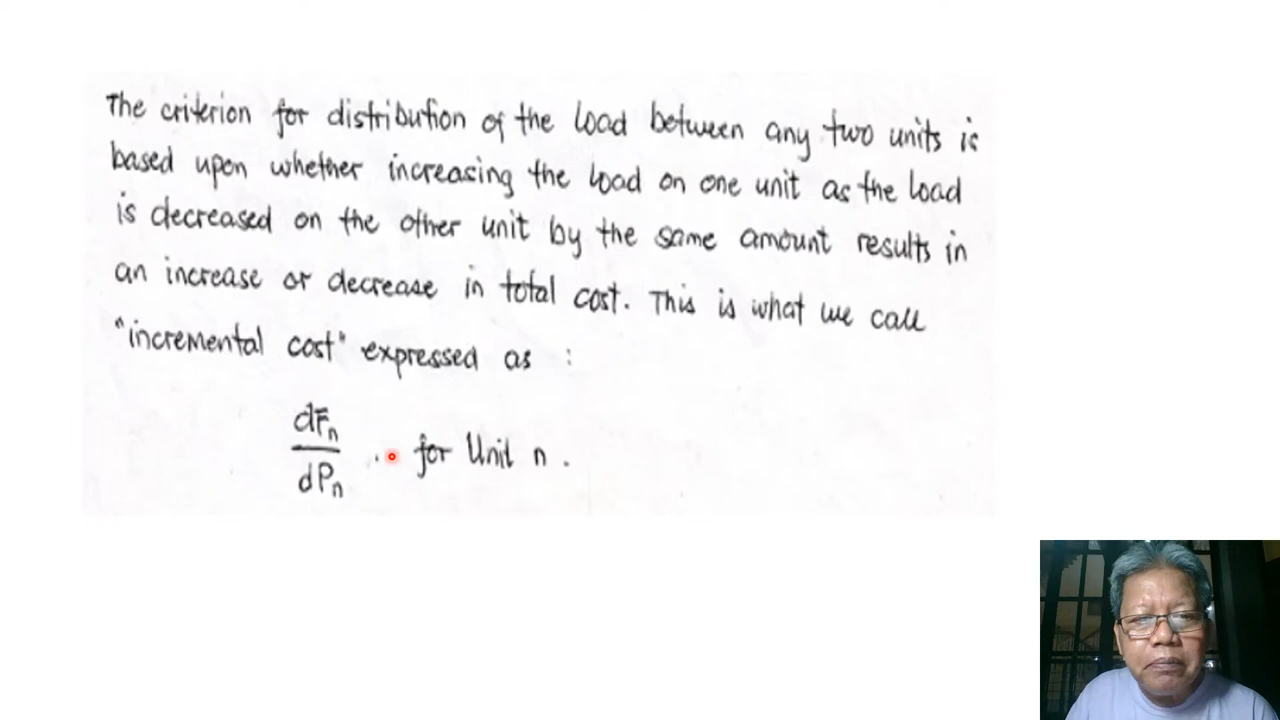 The criterion for distribution of the load between any two units is
based upon whether increasing the load on one unit as the load
is decreased on the other unit by the same amount results in
an increase or decrease in total cost. This is what we call
"incremental cost" expressed as :
dFn
dPn .. for Unit n .